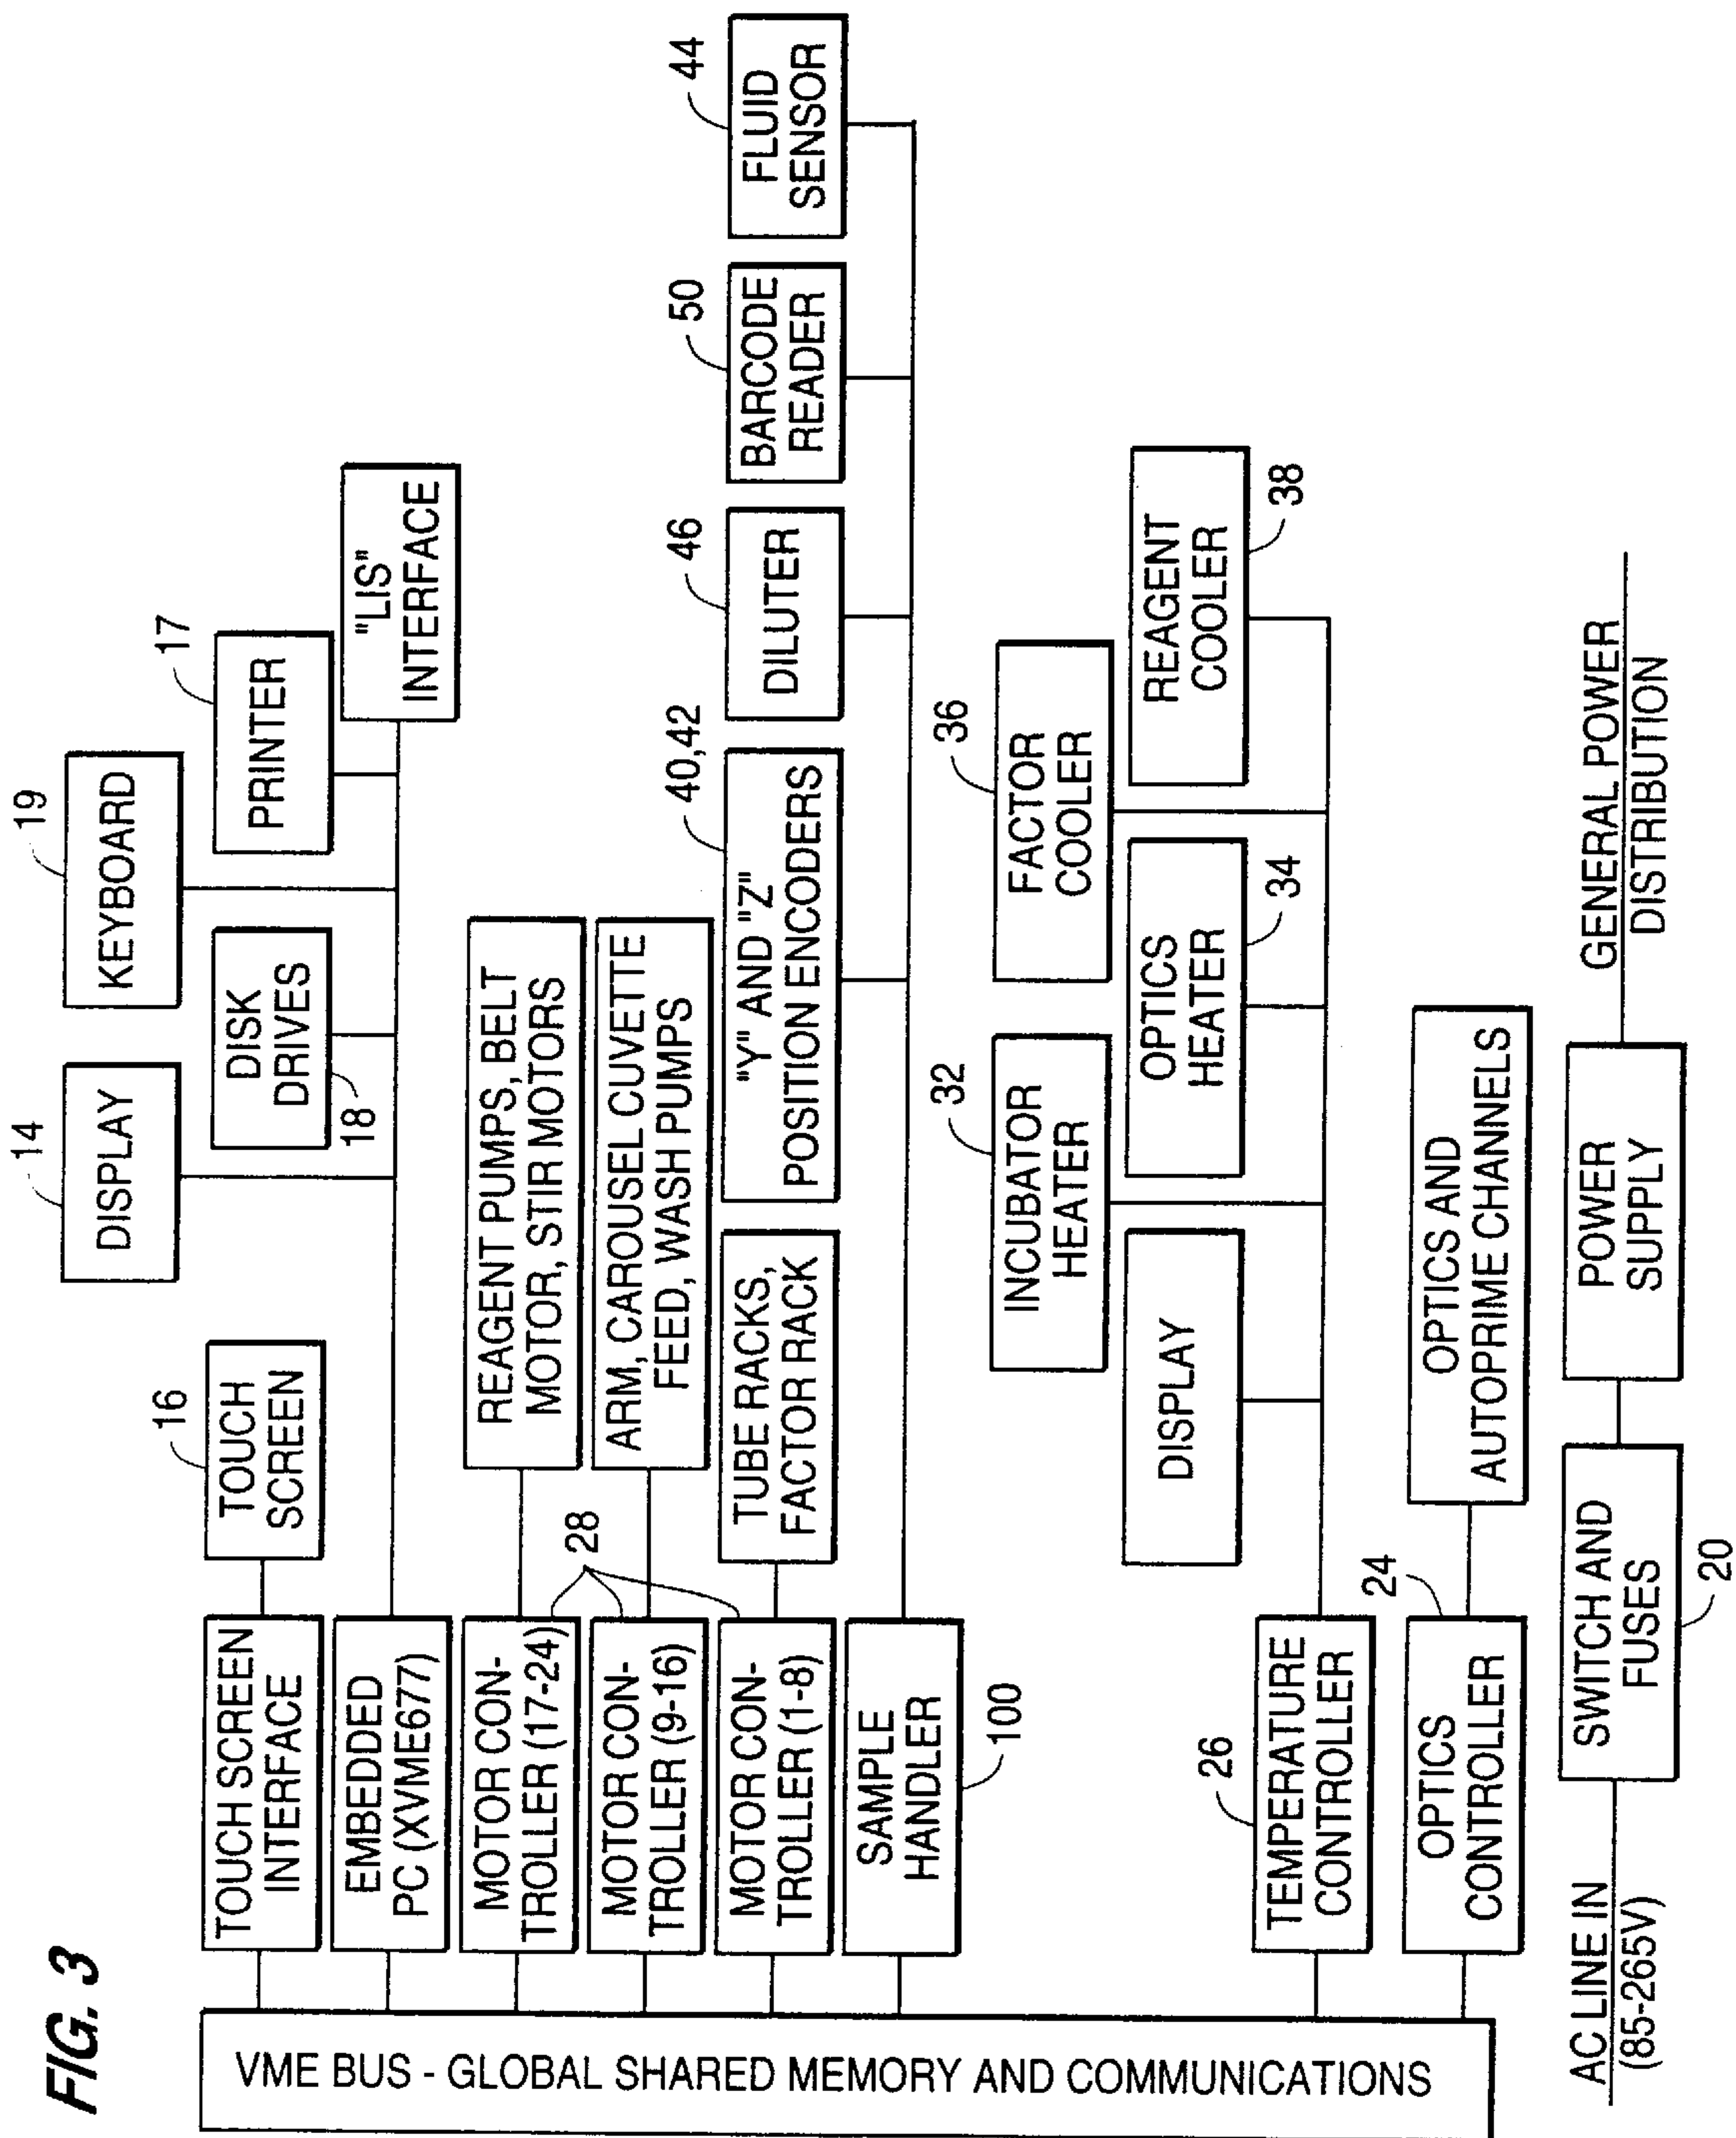 FIG. 3
VME BUS - GLOBAL SHARED MEMORY AND COMMUNICATIONS
TOUCH SCREEN
INTERFACE
16
TOUCH
SCREEN
EMBEDDED
PC (XVME677)
14
DISPLAY
DISK
DRIVES
18
19
KEYBOARD
17
PRINTER
"LIS"
INTERFACE
MOTOR CON-
TROLLER (17-24)
REAGENT PUMPS, BELT
MOTOR, STIR MOTORS
28
MOTOR CON-
TROLLER (9-16)
ARM, CAROUSEL CUVETTE
FEED, WASH PUMPS
MOTOR CON-
TROLLER (1-8)
TUBE RACKS,
FACTOR RACK
SAMPLE
HANDLER
100
40,42
"Y" AND "Z"
POSITION ENCODERS
46
DILUTER
50
BARCODE
READER
44
FLUID
SENSOR
26
TEMPERATURE
CONTROLLER
DISPLAY
32
INCUBATOR
HEATER
OPTICS
HEATER
34
36
FACTOR
COOLER
REAGENT
COOLER
38
24
OPTICS
CONTROLLER
OPTICS AND
AUTOPRIME CHANNELS
AC LINE IN
(85-265V)
SWITCH AND
FUSES
20
POWER
SUPPLY
GENERAL POWER
DISTRIBUTION